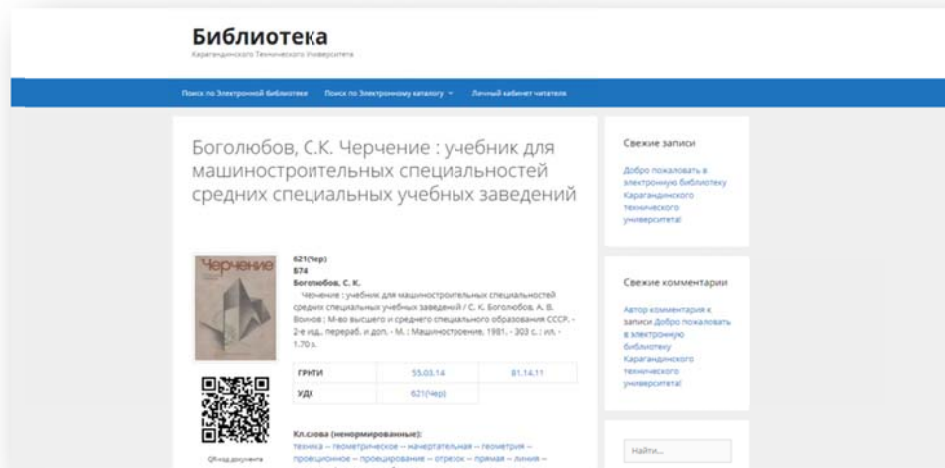 Библиотека
Карагандинского Технического Университета
Поиск по Электронной библиотеке Поиск по Электронному каталогу Личный кабинет читателя
Боголюбов, С.К. Черчение : учебник для
машиностроительных специальностей
средних специальных учебных заведений
Черчение
621(Чер)
Б74
Боголюбов, С. К.
Черчение : учебник для машиностроительных специальностей
средних специальных учебных заведений / С. К. Боголюбов, А. В.
Воинов ; М-во высшего и среднего специального образования СССР. -
2-е изд., перераб. и доп. - М. : Машиностроение, 1981. - 303 с. : ил. -
1.70 р.
ГРНТИ 55.03.14 81.14.11
УДК 621(Чер)
QR-код документа
Кл.слова (ненормированные):
техника -- геометрическое -- начертательная -- геометрия --
проекционное -- проецирование -- отрезок -- прямая -- линия --
Свежие записи
Добро пожаловать в
электронную библиотеку
Карагандинского
технического
университета!
Свежие комментарии
Автор комментария к
записи Добро пожаловать
в электронную
библиотеку
Карагандинского
технического
университета!
Найти...